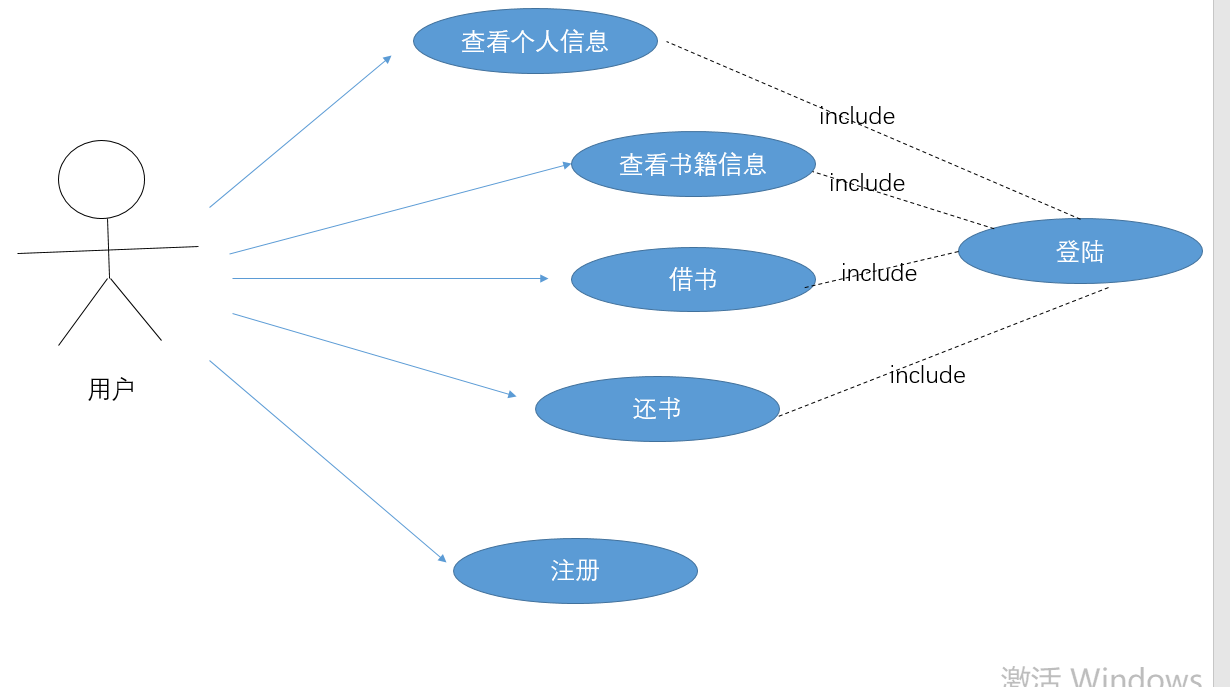 查看个人信息
include
查看书籍信息
include
登陆
借书
include
include
用户
还书
注册
激活 Windows